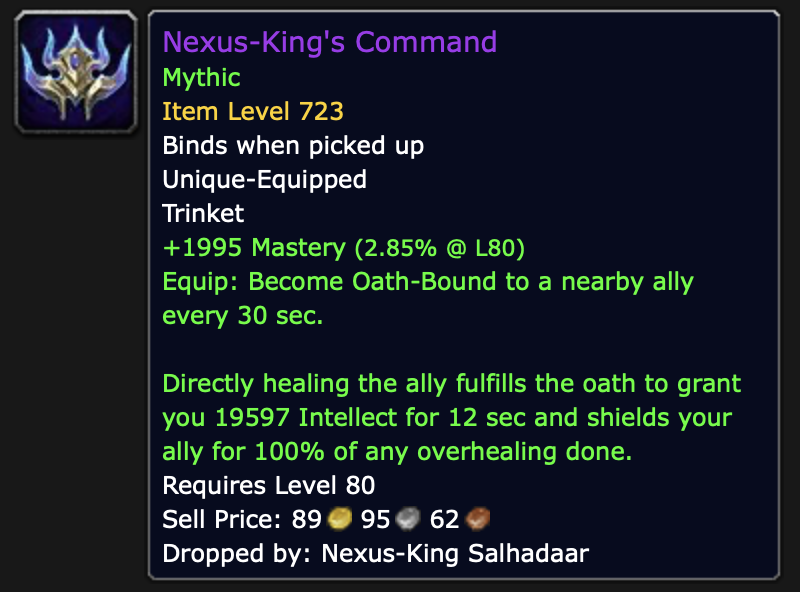 Nexus-King's Command
Mythic
Item Level 723
Binds when picked up
Unique-Equipped
Trinket
+1995 Mastery (2.85% @ L80)
Equip: Become Oath-Bound to a nearby ally
every 30 sec.
Directly healing the ally fulfills the oath to grant
you 19597 Intellect for 12 sec and shields your
ally for 100% of any overhealing done.
Requires Level 80
Sell Price: 89 95 62
Dropped by: Nexus-King Salhadaar